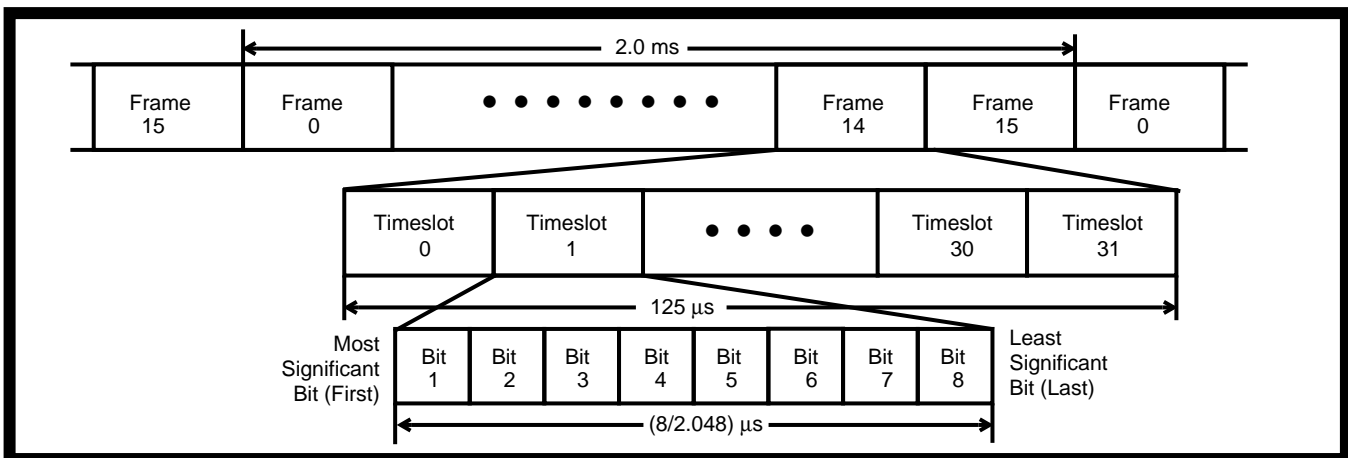 2.0 ms
Frame 15
Frame 0
Frame 14
Frame 15
Frame 0
Timeslot 0
Timeslot 1
Timeslot 30
Timeslot 31
125 µs
Most
Significant
Bit (First)
Bit 1
Bit 2
Bit 3
Bit 4
Bit 5
Bit 6
Bit 7
Bit 8
Least
Significant
Bit (Last)
(8/2.048) µs